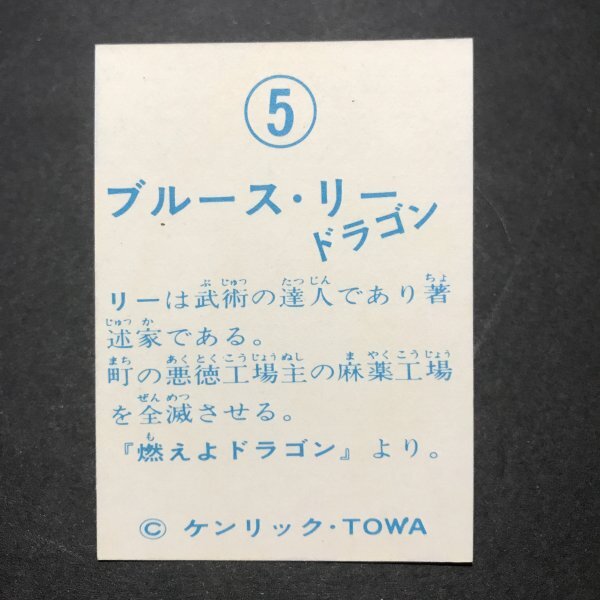 ⑤
ブルース・リー
ドラゴン
リーは武術の達人であり著
述家である。
町の悪徳工場主の麻薬工場
を全滅させる。
『燃えよドラゴン』より。
© ケンリック・TOWA